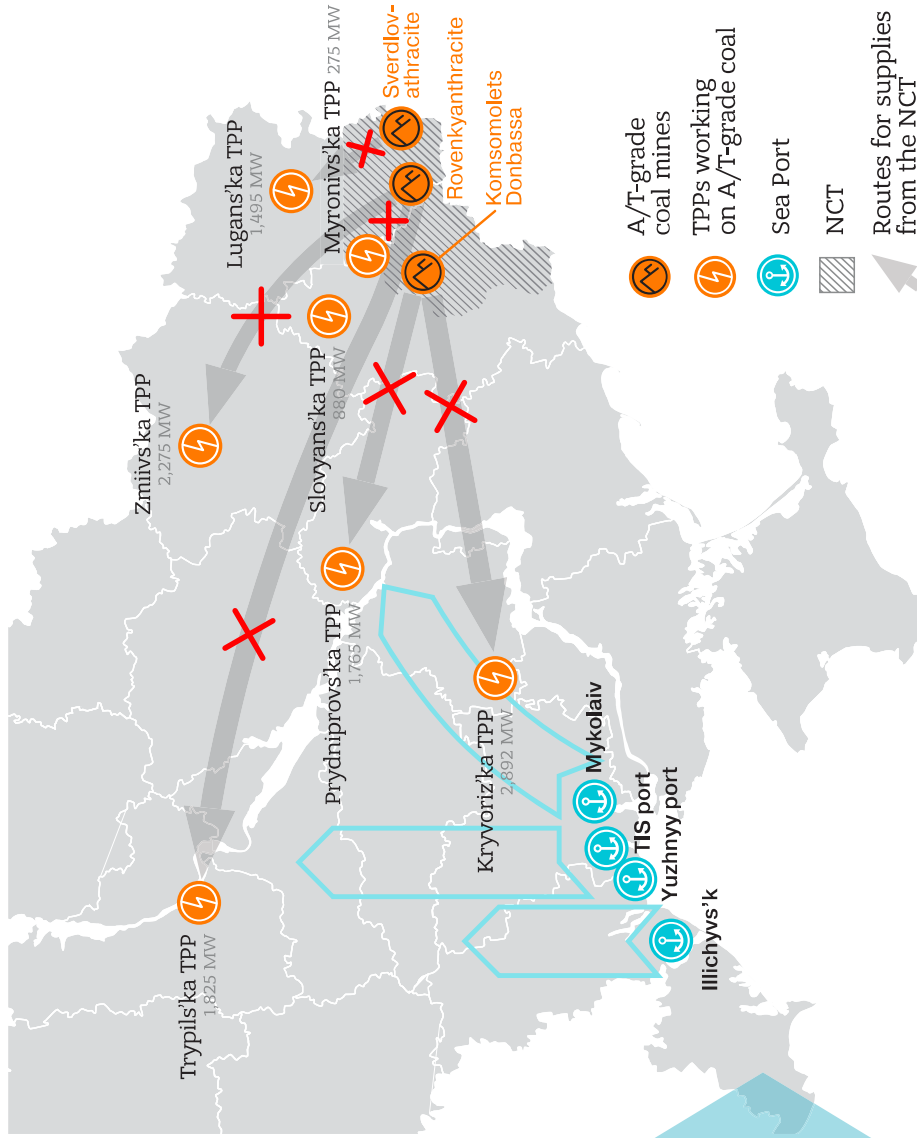 Trypils'ka TPP
1,825 MW
Zmiivs'ka TPP
2,275 MW
Lugans'ka TPP
1,495 MW
Myronivs'ka TPP 275 MW
Slovyans'ka TPP
880 MW
Prydniprovs'ka TPP
1,765 MW
Kryvoriz'ka TPP
2,892 MW
Sverdlov-
athracite
Rovenkyanthracite
Komsomolets
Donbassa
Mykolaiv
TIS port
Yuzhnyy port
Illichyvs'k
A/T-grade
coal mines
TPPs working
on A/T-grade coal
Sea Port
NCT
Routes for supplies
from the NCT